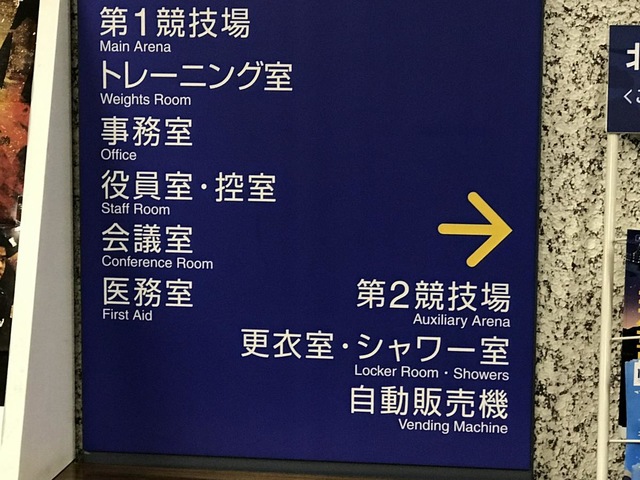 第1競技場
Main Arena
トレーニング室
Weights Room
事務室
Office
役員室・控室
Staff Room
会議室
Conference Room
医務室
First Aid
第2競技場
Auxiliary Arena
更衣室・シャワー室
Locker Room・Showers
自動販売機
Vending Machine